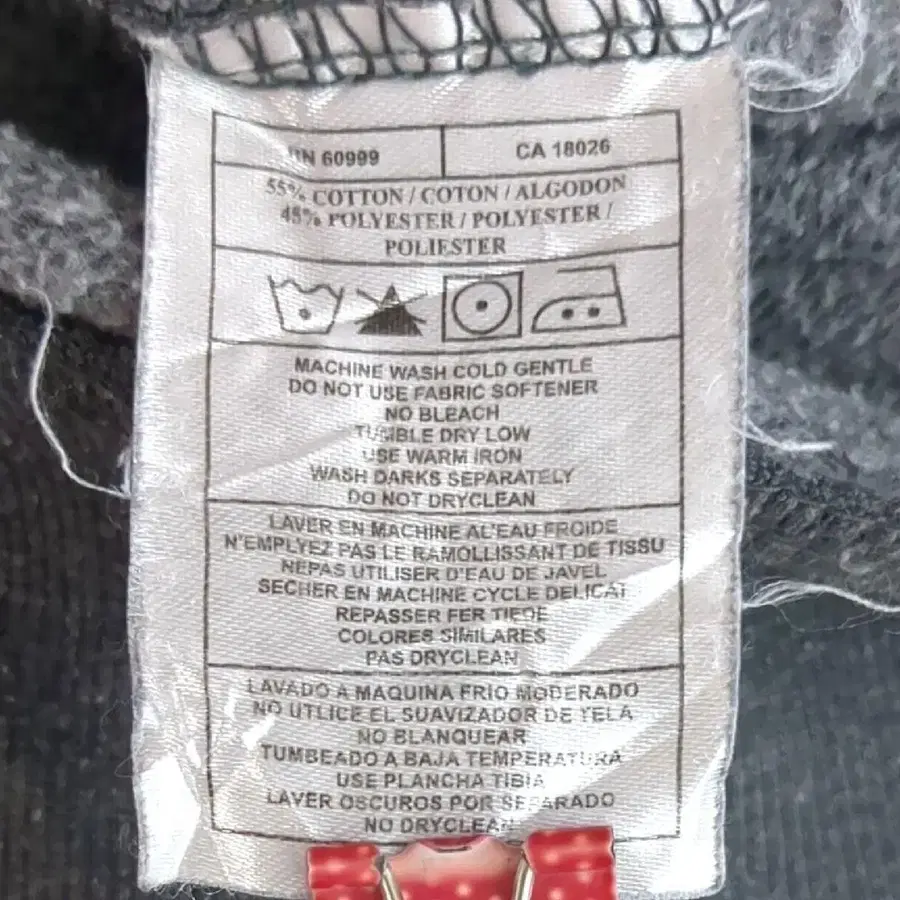 RN 60999
CA 18026
55% COTTON / COTON / ALGODON
45% POLYESTER / POLYESTER /
POLIESTER
MACHINE WASH COLD GENTLE
DO NOT USE FABRIC SOFTENER
NO BLEACH
TUMBLE DRY LOW
USE WARM IRON
WASH DARKS SEPARATELY
DO NOT DRYCLEAN
LAVER EN MACHINE AL'EAU FROIDE
N'EMPLYEZ PAS LE RAMOLLISSANT DE TISSU
NEPAS UTILISER D'EAU DE JAVEL
SECHER EN MACHINE CYCLE DELICAT
REPASSER FER TIEDE
COLORES SIMILARES
PAS DRYCLEAN
LAVADO A MAQUINA FRIO MODERADO
NO UTLICE EL SUAVIZADOR DE YELA
NO BLANQUEAR
TUMBEADO A BAJA TEMPERATURA
USE PLANCHA TIBIA
LAVER OSCUROS POR SEPARADO
NO DRYCLEAN